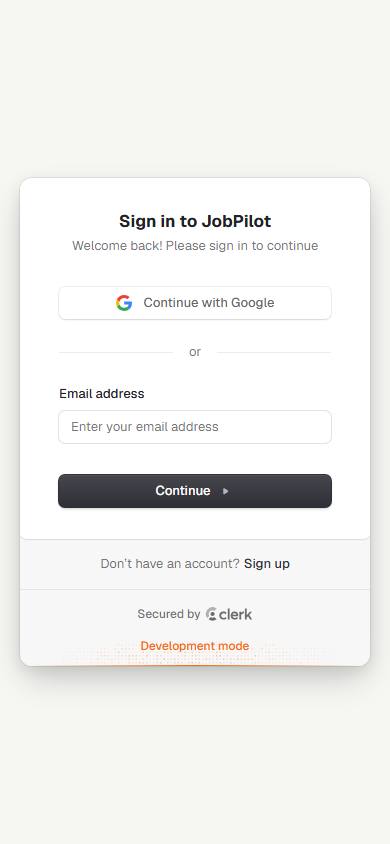 Sign in to JobPilot
Welcome back! Please sign in to continue
Continue with Google
or
Email address
Enter your email address
Continue
Don't have an account? Sign up
Secured by clerk
Development mode